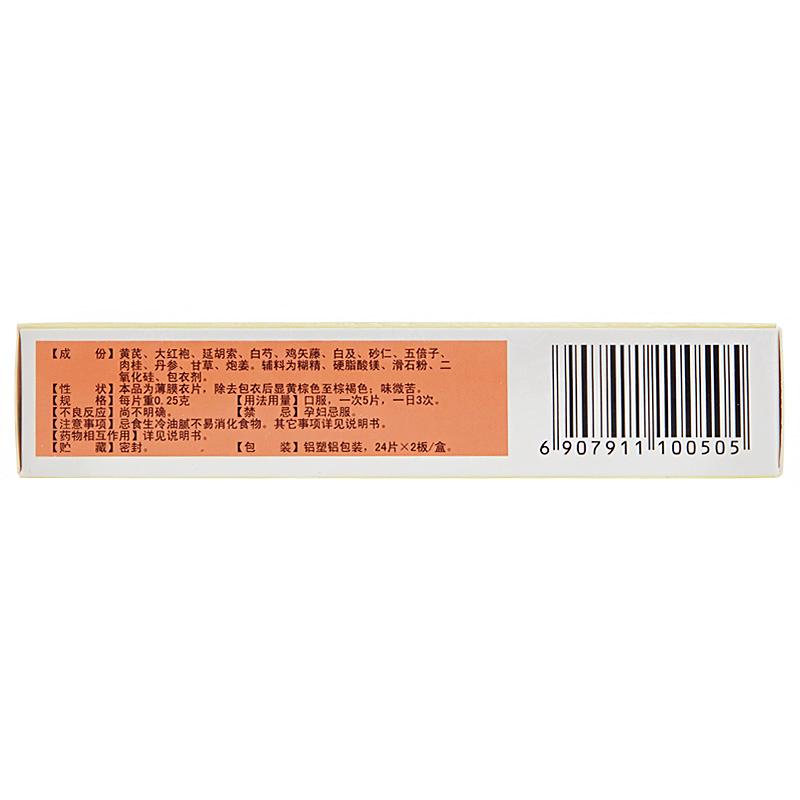 【成 份】黄芪、大红袍、延胡索、白芍、鸡矢藤、白及、砂仁、五倍子、
肉桂、丹参、甘草、炮姜。辅料为糊精、硬脂酸镁、滑石粉、二
氧化硅、包衣剂。
【性 状】本品为薄膜衣片，除去包衣后显黄棕色至棕褐色；味微苦。
【规 格】每片重0.25克 【用法用量】口服，一次5片，一日3次。
【不良反应】尚不明确。 【禁 忌】孕妇忌服。
【注意事项】忌食生冷油腻不易消化食物。其它事项详见说明书。
【药物相互作用】详见说明书。
【贮 藏】密封。 【包 装】铝塑铝包装，24片×2板/盒。
6 907911 100505